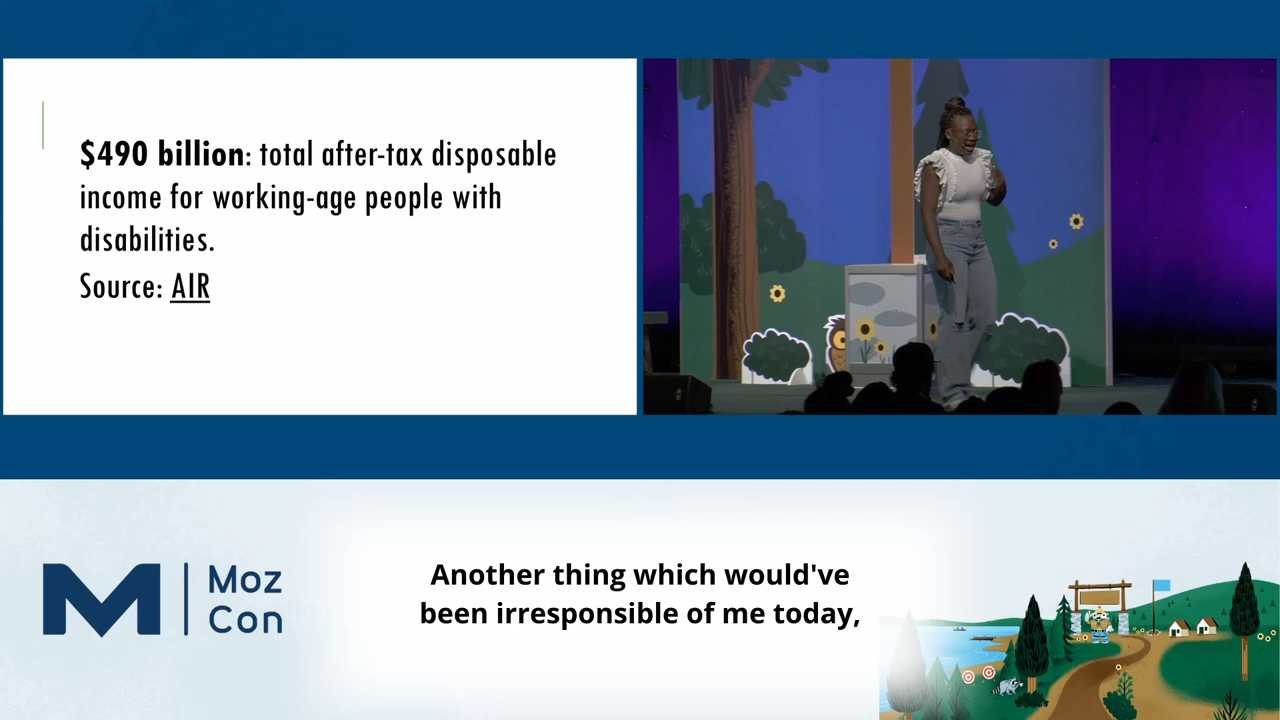 $490 billion: total after-tax disposable
income for working-age people with
disabilities.
Source: AIR
Moz
Con
Another thing which would've
been irresponsible of me today,